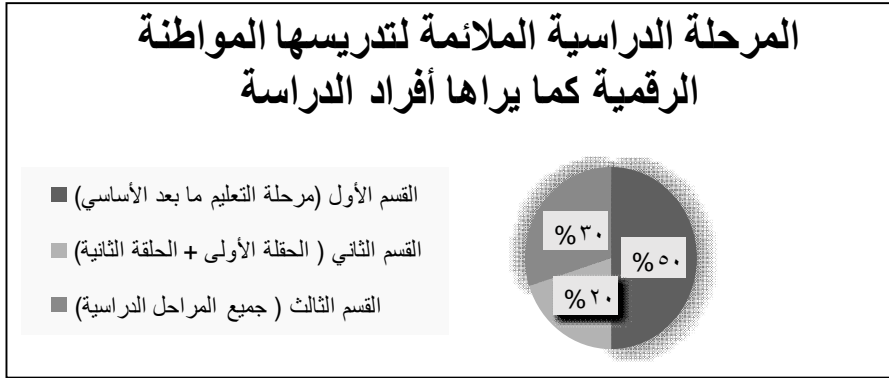 المرحلة الدراسية الملائمة لتدريسها المواطنة
الرقمية كما يراها أفراد الدراسة
القسم الأول (مرحلة التعليم ما بعد الأساسي)
القسم الثاني ( الحقلة الأولى + الحلقة الثانية)
القسم الثالث ( جميع المراحل الدراسية)
%٣٠
%٥٠
%٢٠